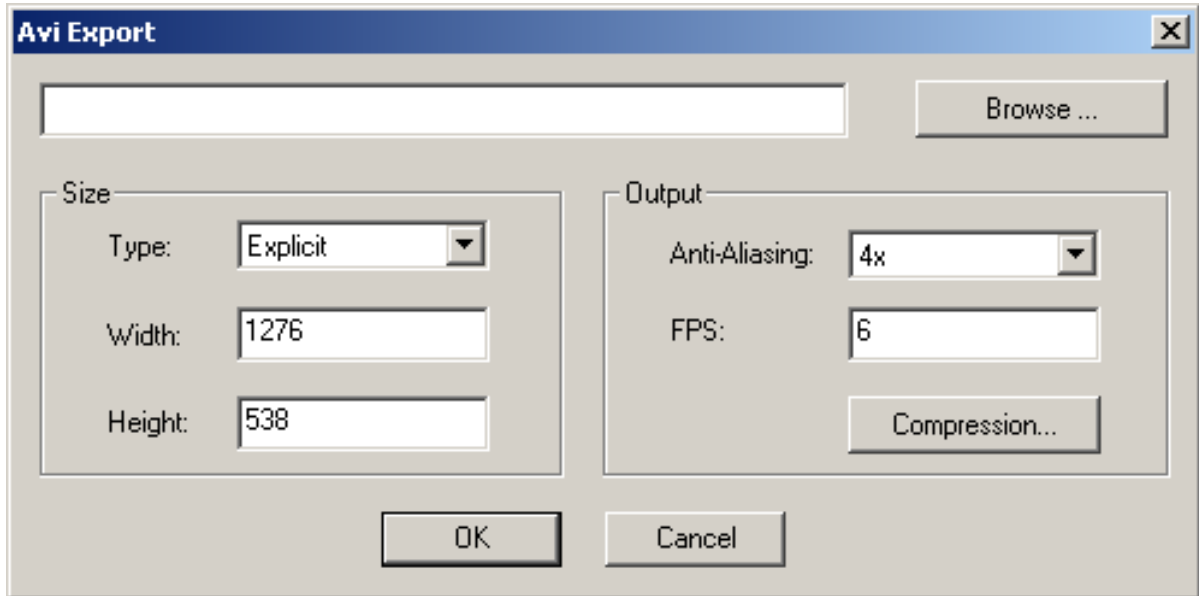 Avi Export
Browse ...
Size
Type: Explicit
Width: 1276
Height: 538
Output
Anti-Aliasing: 4x
FPS: 6
Compression...
OK Cancel